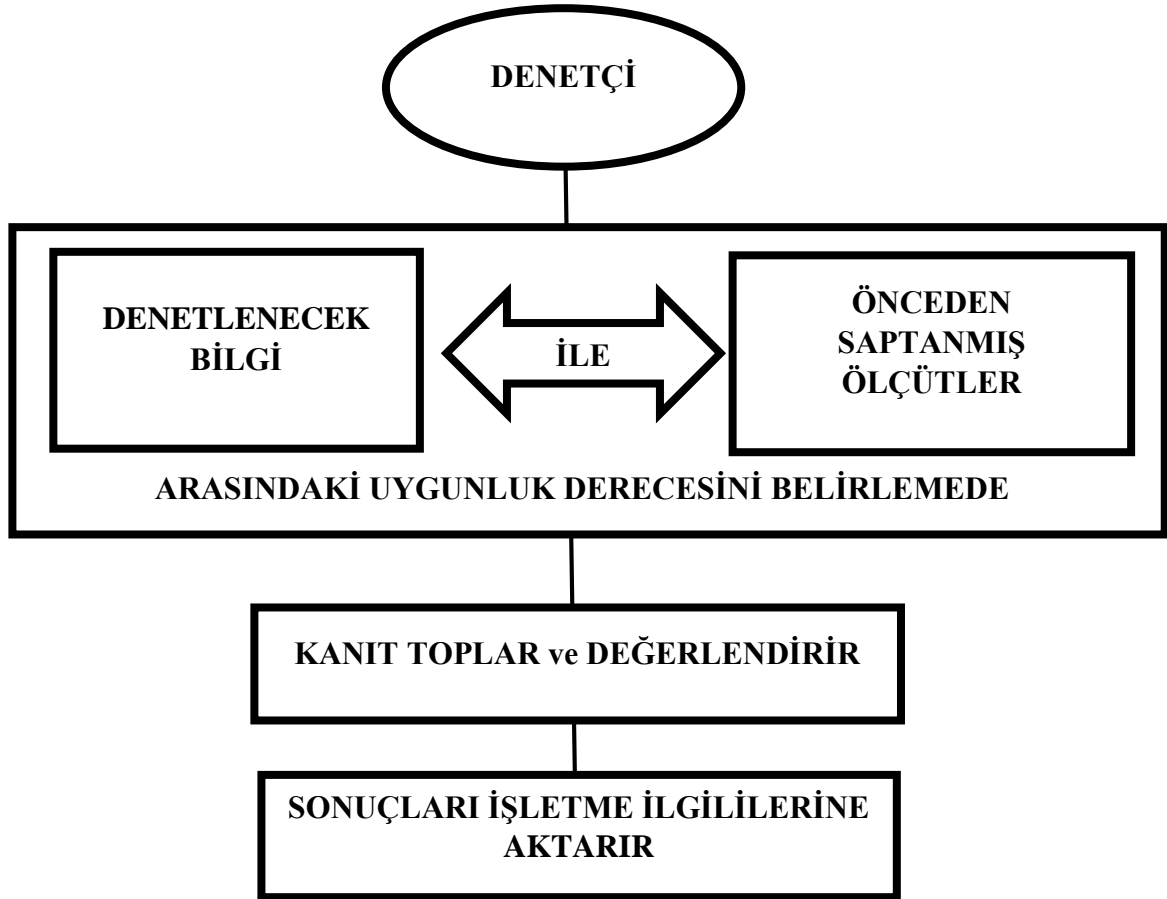 DENETÇİ
DENETLENECEK
BİLGİ
İLE
ÖNCEDEN
SAPTANMIŞ
ÖLÇÜTLER
ARASINDAKİ UYGUNLUK DERECESİNİ BELİRLEMEDE
KANIT TOPLAR ve DEĞERLENDİRİR
SONUÇLARI İŞLETME İLGİLİLERİNE
AKTARIR